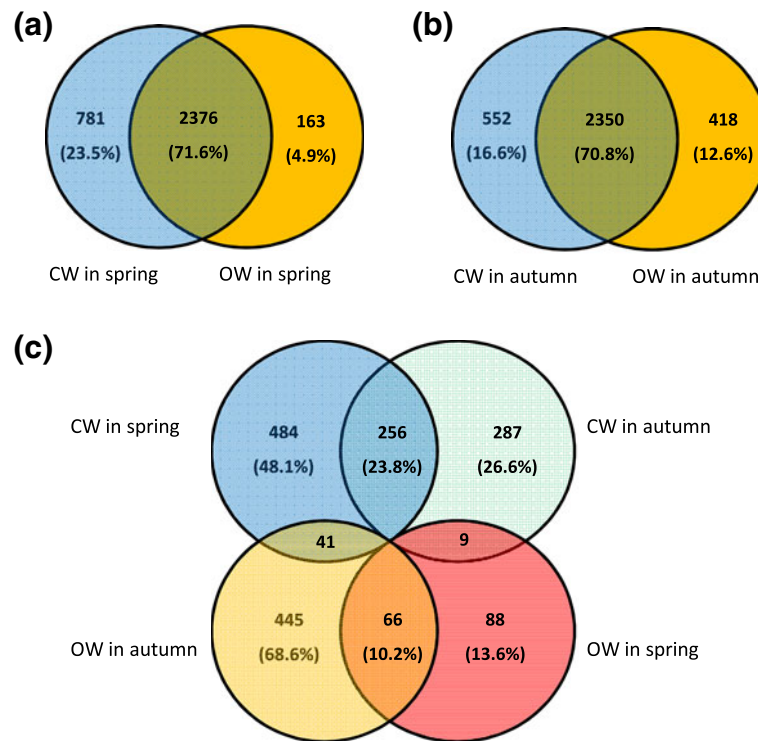 (a)
781
(23.5%)
2376
(71.6%)
163
(4.9%)
CW in spring
OW in spring
(b)
552
(16.6%)
2350
(70.8%)
418
(12.6%)
CW in autumn
OW in autumn
(c)
CW in spring
484
(48.1%)
256
(23.8%)
287
(26.6%)
CW in autumn
41
9
OW in autumn
445
(68.6%)
66
(10.2%)
88
(13.6%)
OW in spring